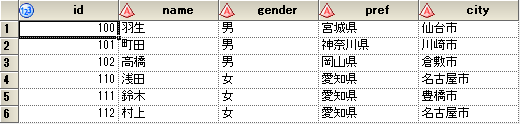 id name gender pref city
1 100 羽生 男 宮城県 仙台市
2 101 町田 男 神奈川県 川崎市
3 102 高橋 男 岡山県 倉敷市
4 110 浅田 女 愛知県 名古屋市
5 111 鈴木 女 愛知県 豊橋市
6 112 村上 女 愛知県 名古屋市